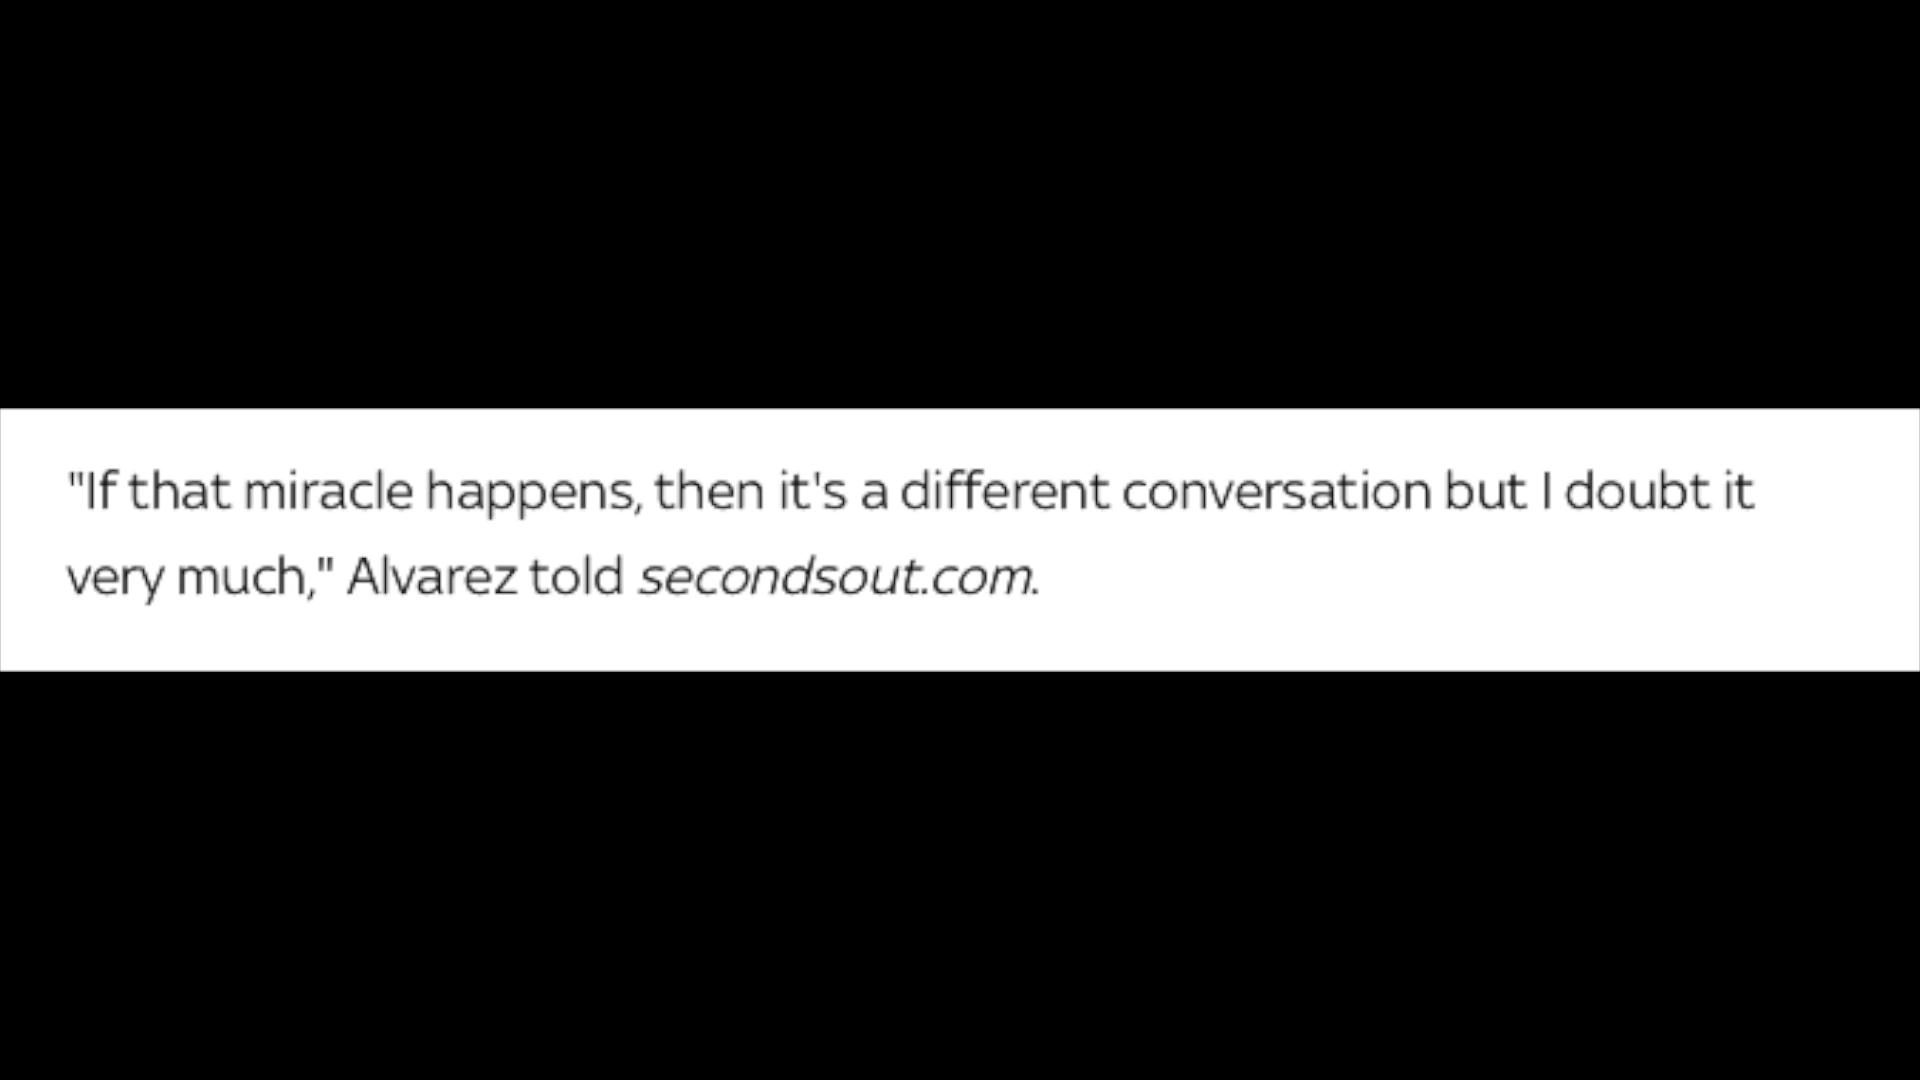 "If that miracle happens, then it's a different conversation but I doubt it
very much," Alvarez told secondsout.com.